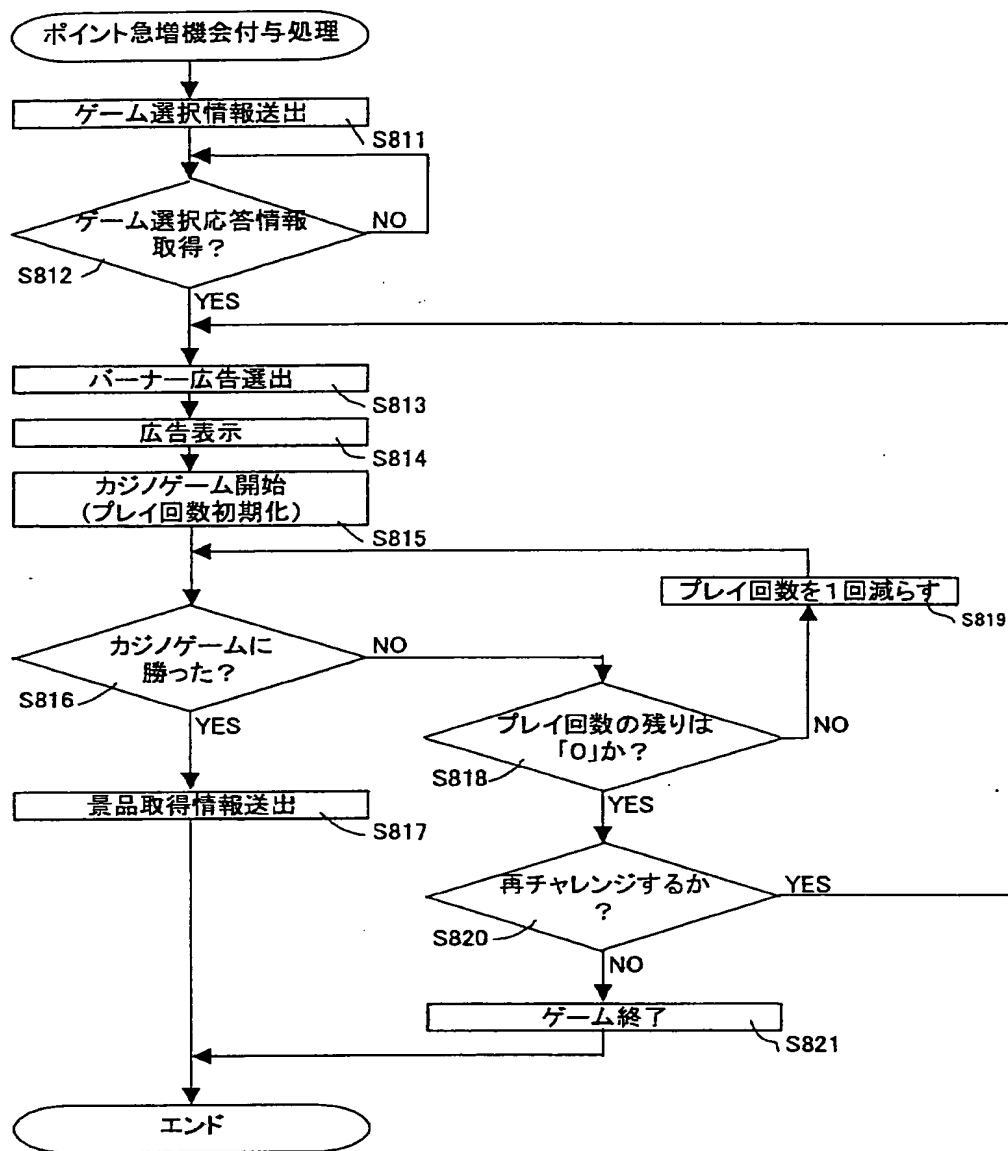 ポイント急増機会付与処理
ゲーム選択情報送出
S811
ゲーム選択応答情報
取得？
NO
S812
YES
バーナー広告選出
S813
広告表示
S814
カジノゲーム開始
(プレイ回数初期化)
S815
プレイ回数を1回減らす
S819
カジノゲームに
勝った？
NO
S816
YES
プレイ回数の残りは
「0」か？
NO
S818
YES
景品取得情報送出
S817
再チャレンジするか
？
YES
S820
NO
ゲーム終了
S821
エンド